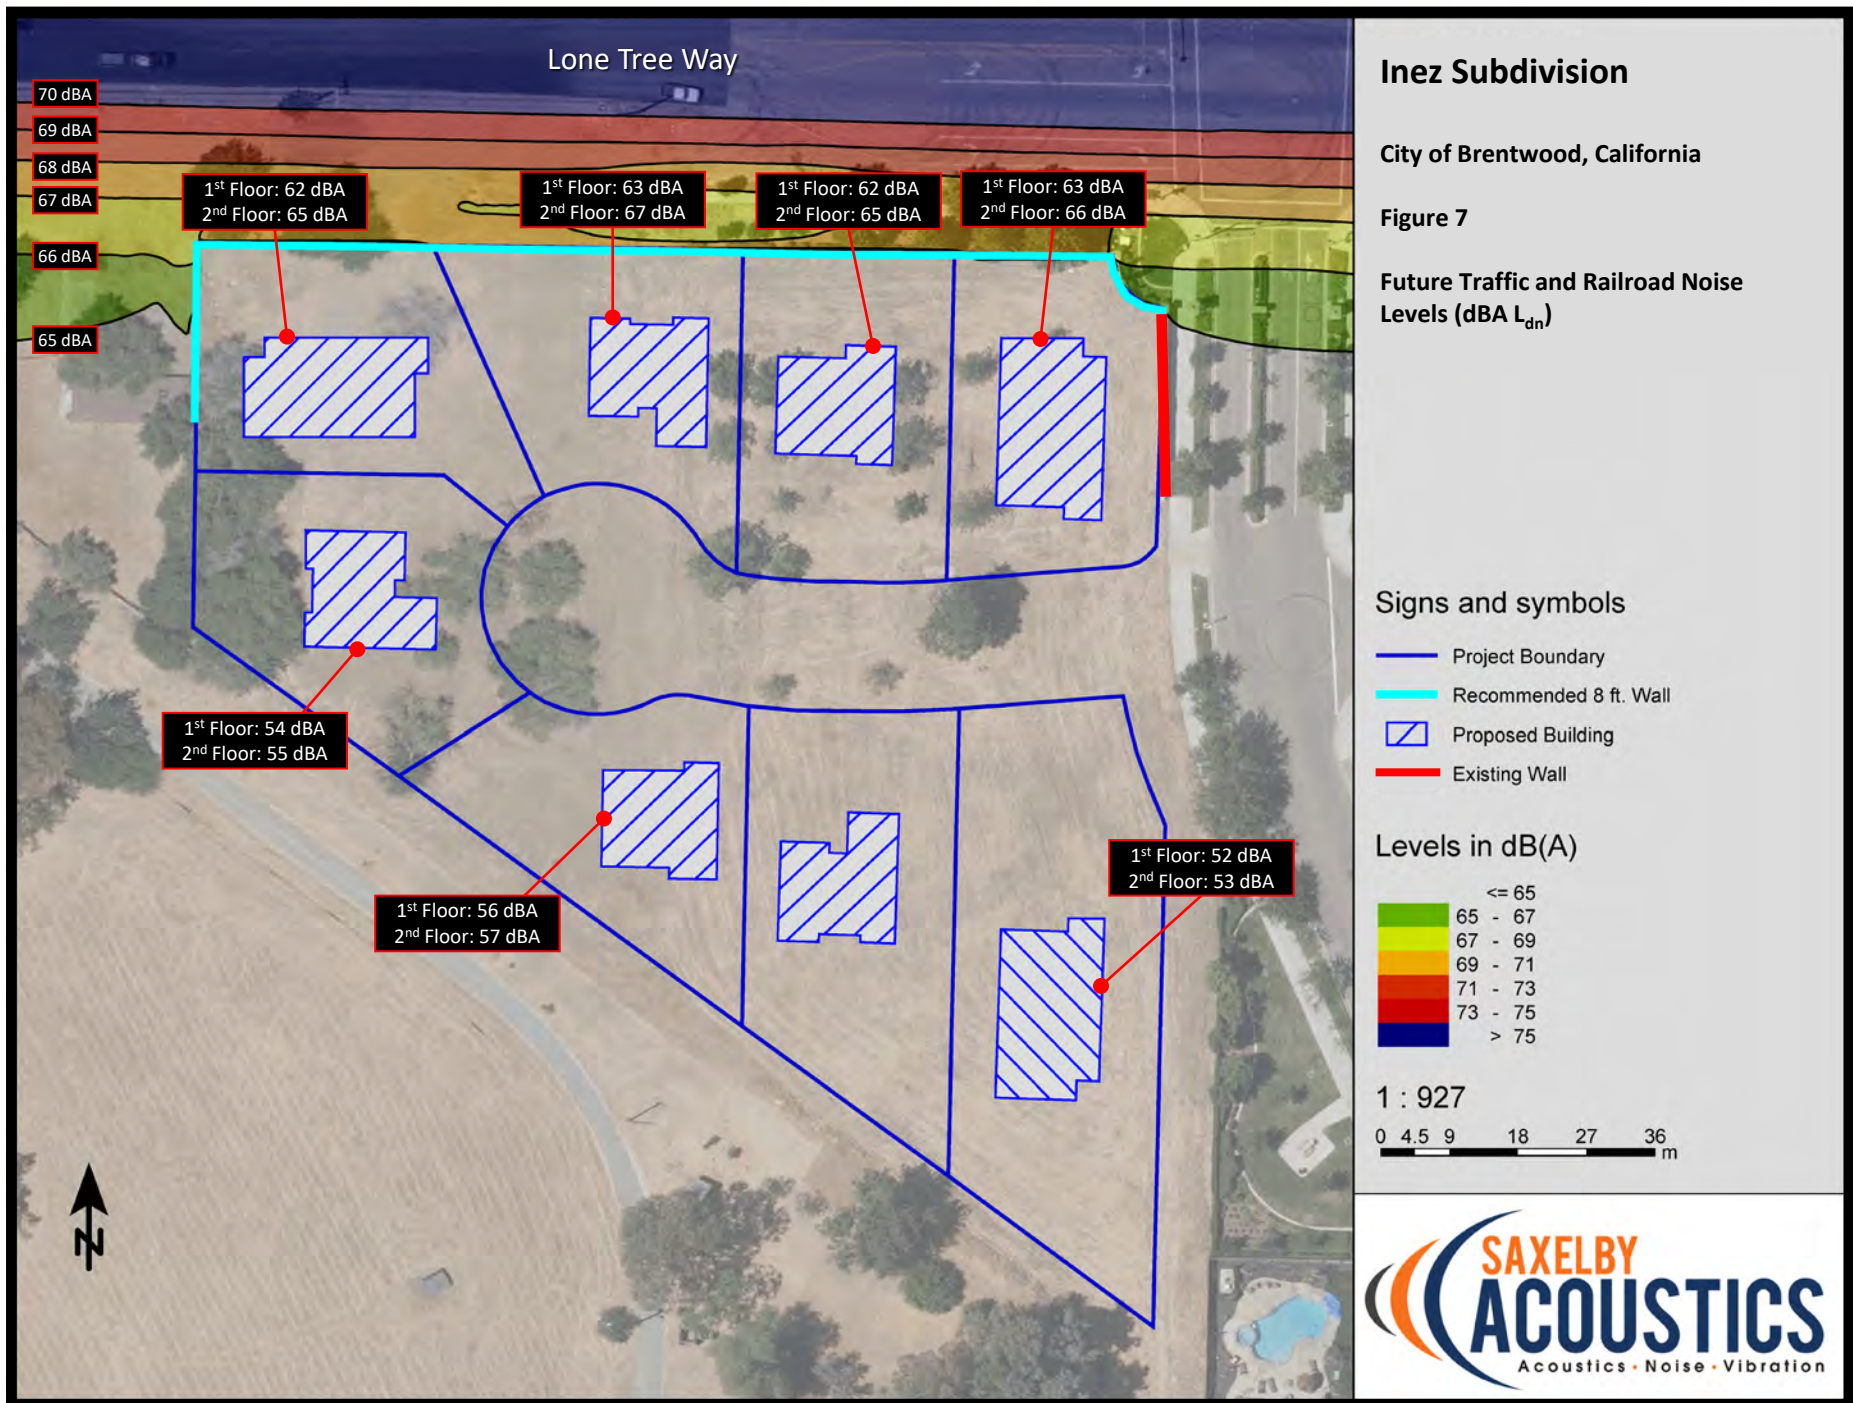 Lone Tree Way
70 dBA
69 dBA
68 dBA
67 dBA
66 dBA
65 dBA
1st Floor: 62 dBA
2nd Floor: 65 dBA
1st Floor: 63 dBA
2nd Floor: 67 dBA
1st Floor: 62 dBA
2nd Floor: 65 dBA
1st Floor: 63 dBA
2nd Floor: 66 dBA
1st Floor: 54 dBA
2nd Floor: 55 dBA
1st Floor: 56 dBA
2nd Floor: 57 dBA
1st Floor: 52 dBA
2nd Floor: 53 dBA
N
Inez Subdivision
City of Brentwood, California
Figure 7
Future Traffic and Railroad Noise
Levels (dBA Ldn)
Signs and symbols
Project Boundary
Recommended 8 ft. Wall
Proposed Building
Existing Wall
Levels in dB(A)
<= 65
65 - 67
67 - 69
69 - 71
71 - 73
73 - 75
> 75
1 : 927
0 4.5 9 18 27 36
m
SAXELBY
ACOUSTICS
Acoustics • Noise • Vibration